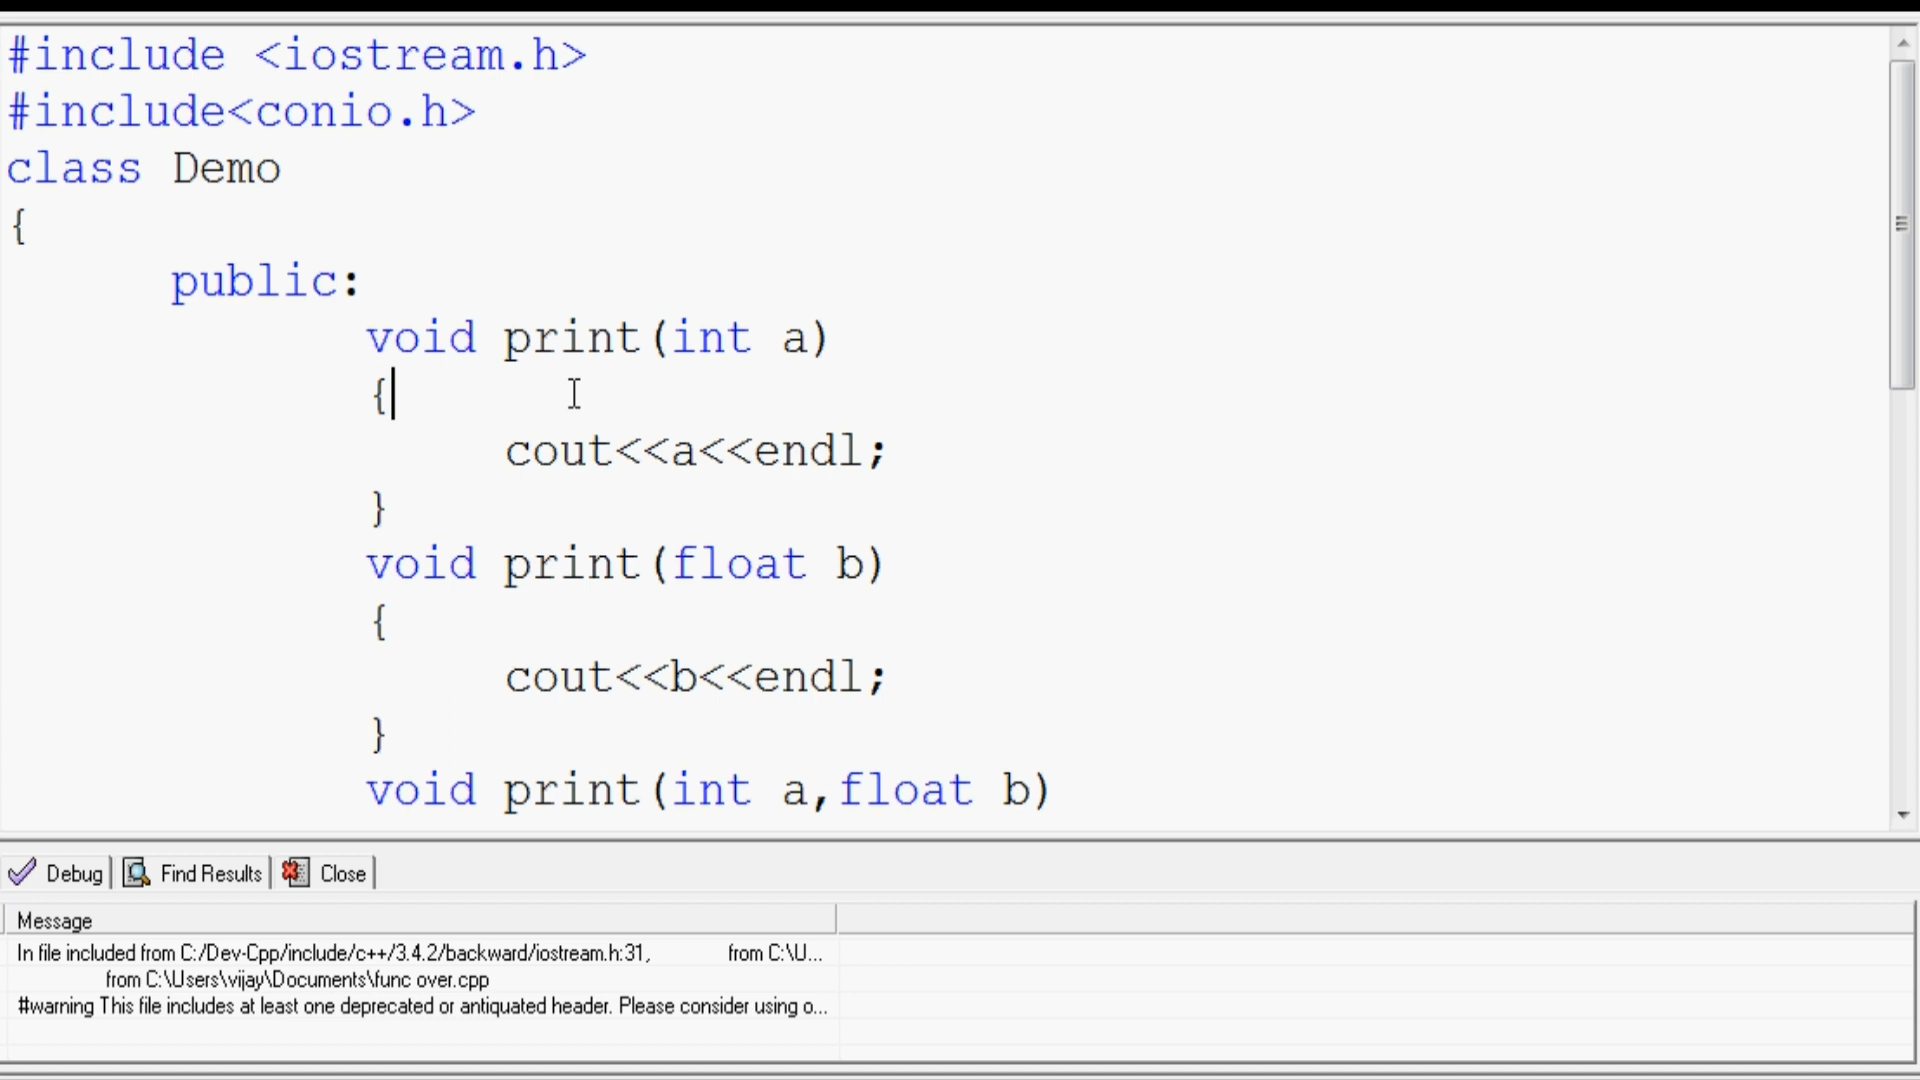 #include <iostream.h>
#include<conio.h>
class Demo
{
public:
void print(int a)
{
cout<<a<<endl;
}
void print(float b)
{
cout<<b<<endl;
}
void print(int a,float b)
Debug Find Results Close
Message
In file included from C:/Dev-Cpp/include/c++/3.4.2/backward/iostream.h:31, from C:\U...
from C:\Users\vijay\Documents\func over.cpp
#warning This file includes at least one deprecated or antiquated header. Please consider using o...